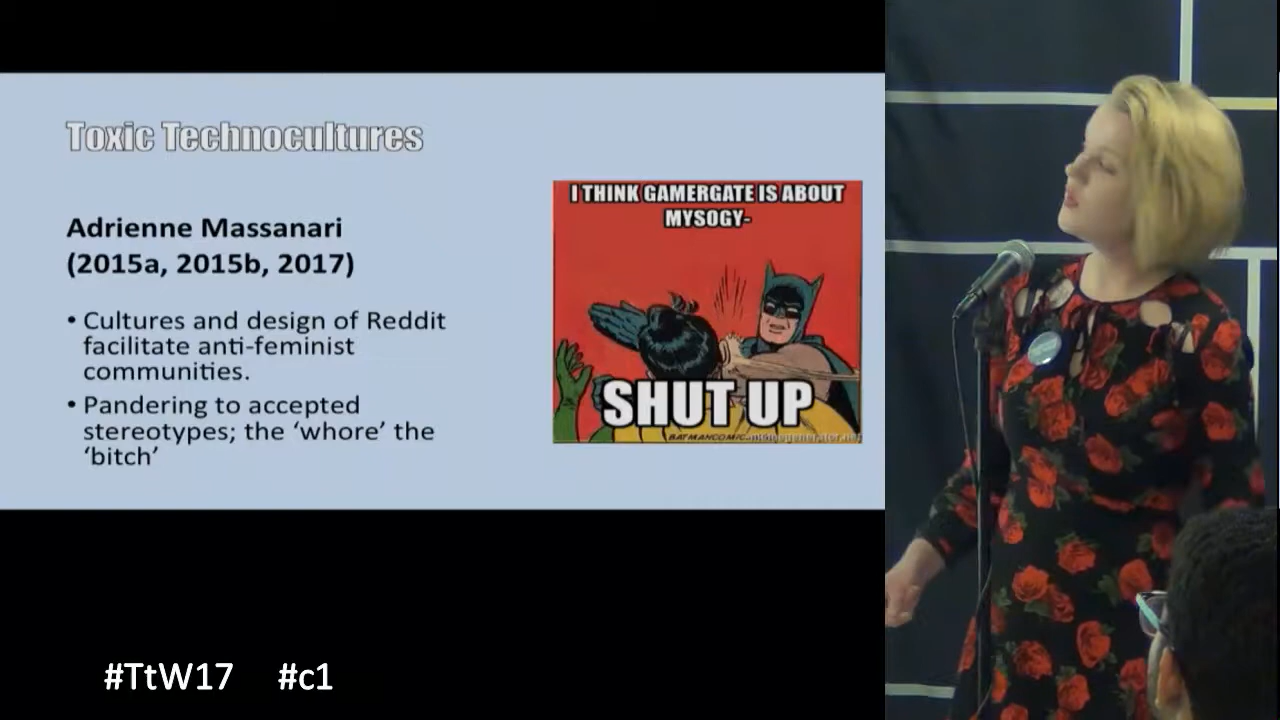 Toxic Technocultures
Adrienne Massanari
(2015a, 2015b, 2017)
• Cultures and design of Reddit
facilitate anti-feminist
communities.
• Pandering to accepted
stereotypes; the ‘whore’ the
‘bitch’
I THINK GAMERGATE IS ABOUT
MYSOGY-
SHUT UP
#TtW17 #c1